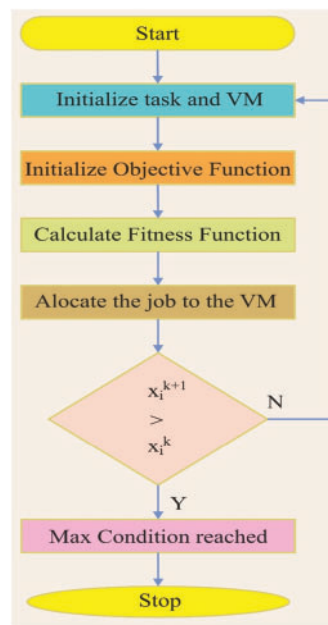 Start
Initialize task and VM
Initialize Objective Function
Calculate Fitness Function
Alocate the job to the VM
x_i^{k+1}
>
x_i^k
N
Y
Max Condition reached
Stop